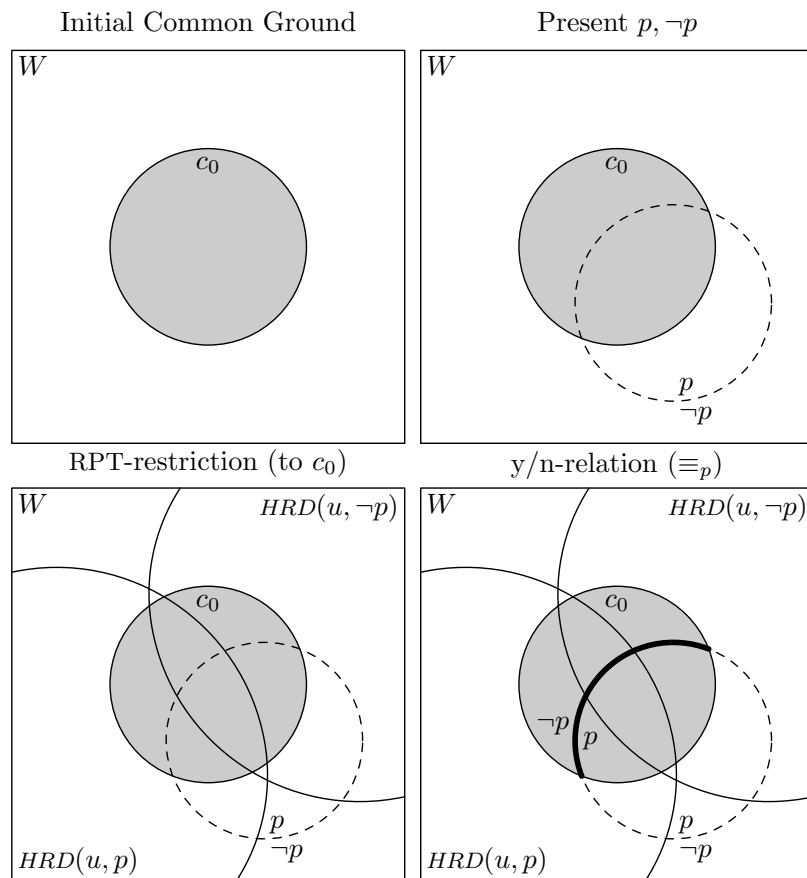 Initial Common Ground
W
c₀
Present p, ¬p
W
c₀
p
¬p
RPT-restriction (to c₀)
W
HRD(u, ¬p)
c₀
p
¬p
HRD(u, p)
y/n-relation (≡ₚ)
W
HRD(u, ¬p)
c₀
¬p
p
p
¬p
HRD(u, p)